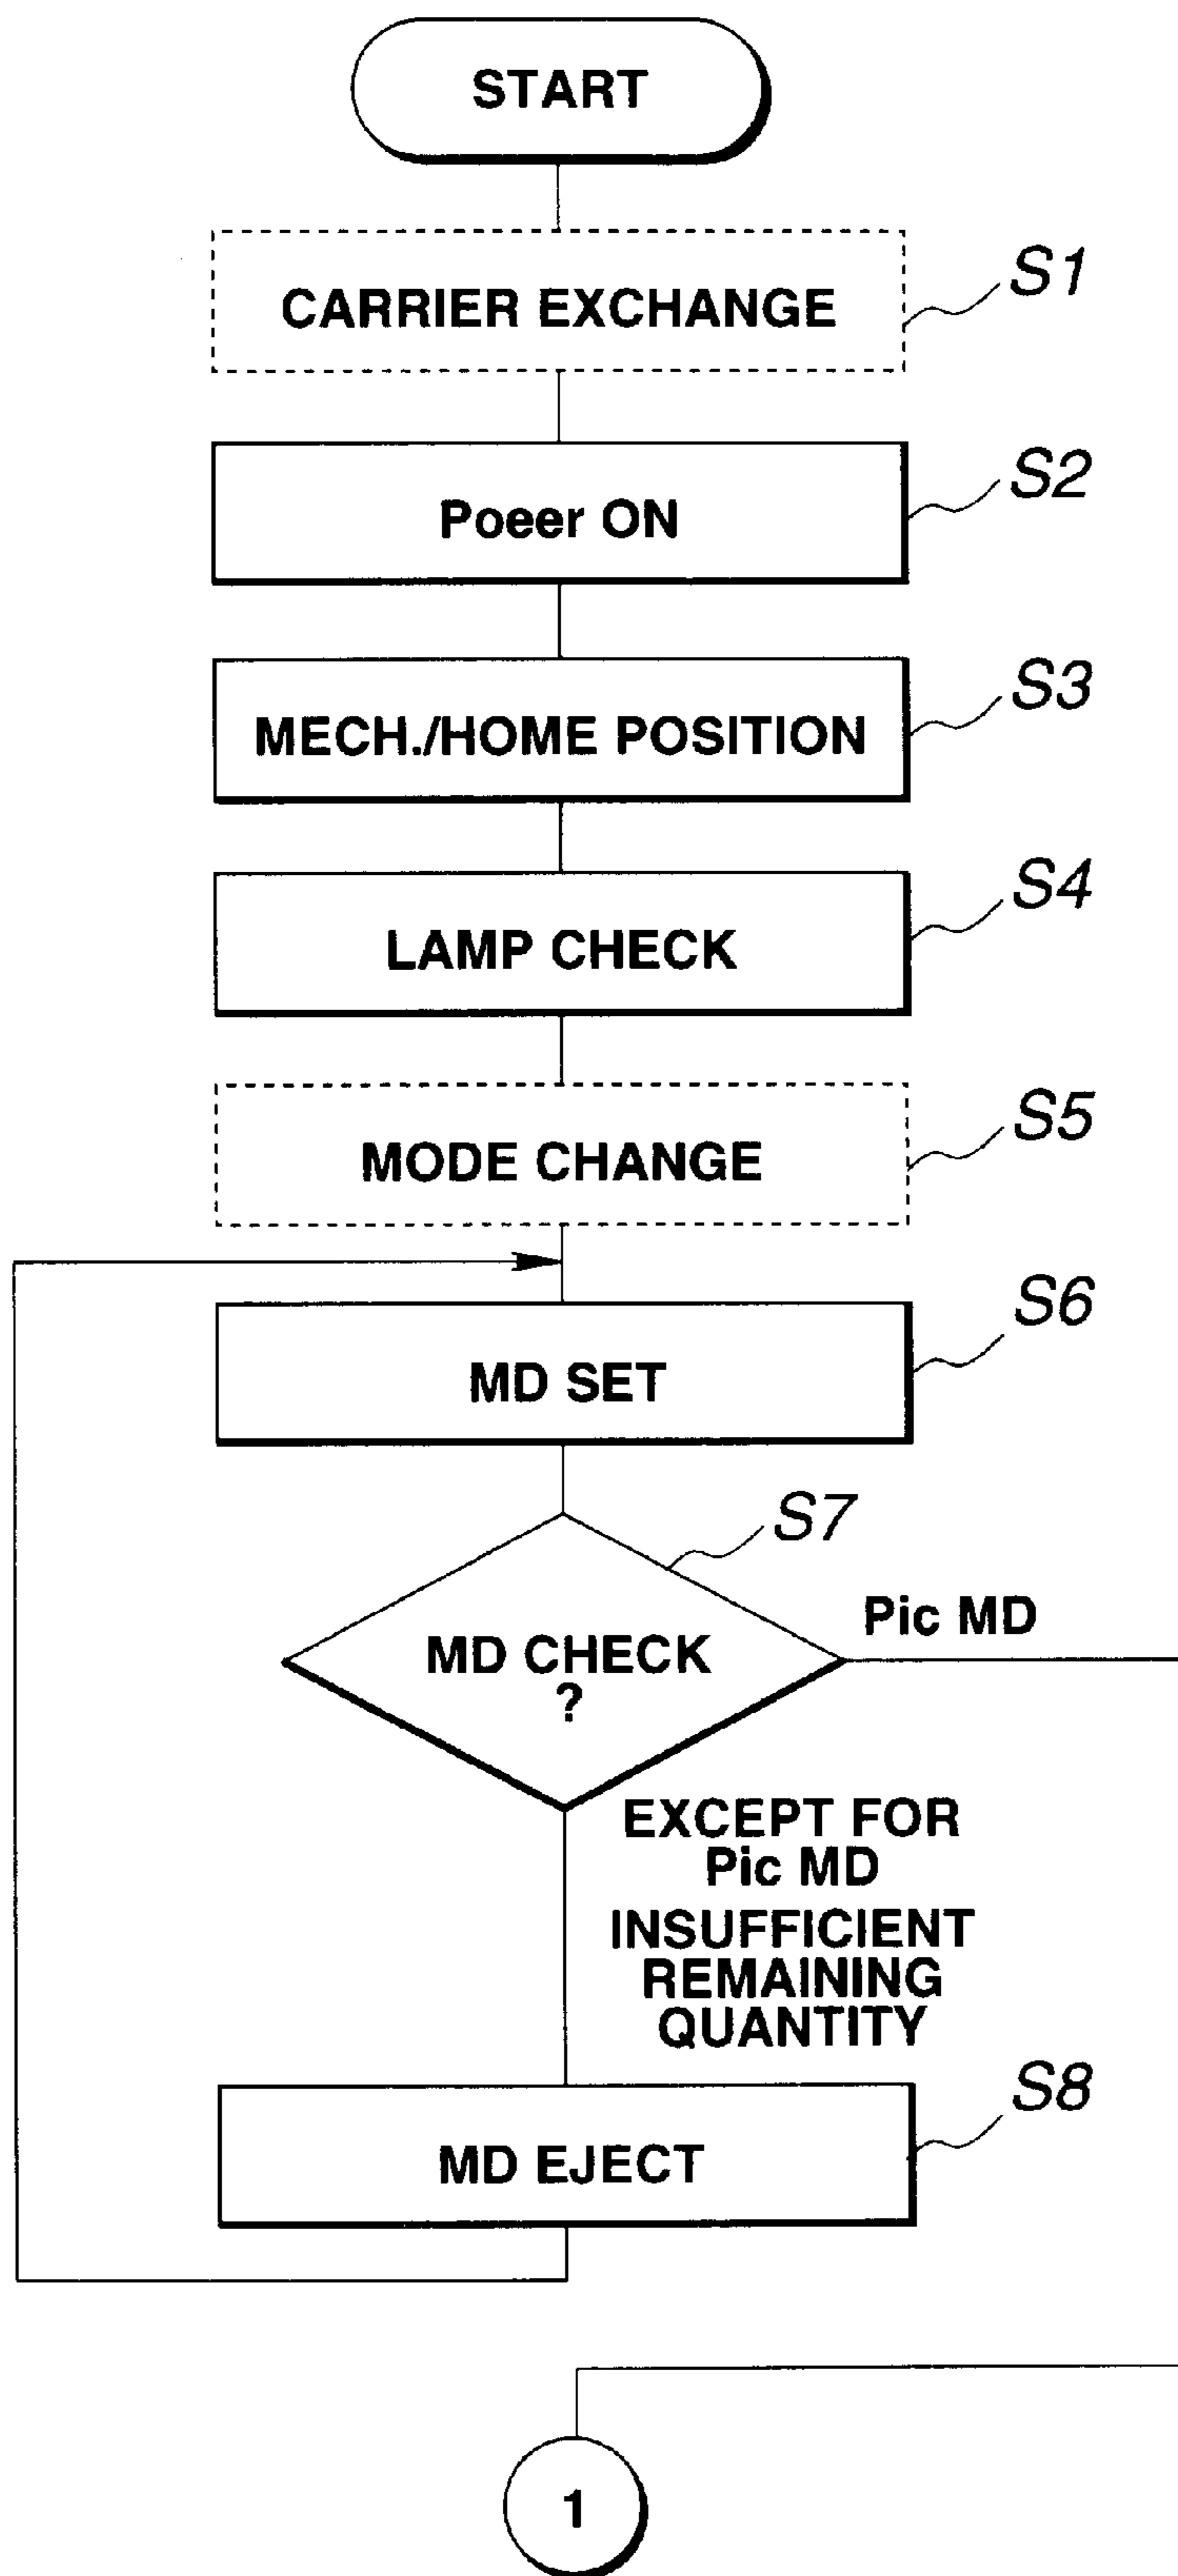 START
CARRIER EXCHANGE
S1
Poeer ON
S2
MECH./HOME POSITION
S3
LAMP CHECK
S4
MODE CHANGE
S5
MD SET
S6
S7
MD CHECK
?
Pic MD
EXCEPT FOR
Pic MD
INSUFFICIENT
REMAINING
QUANTITY
MD EJECT
S8
1